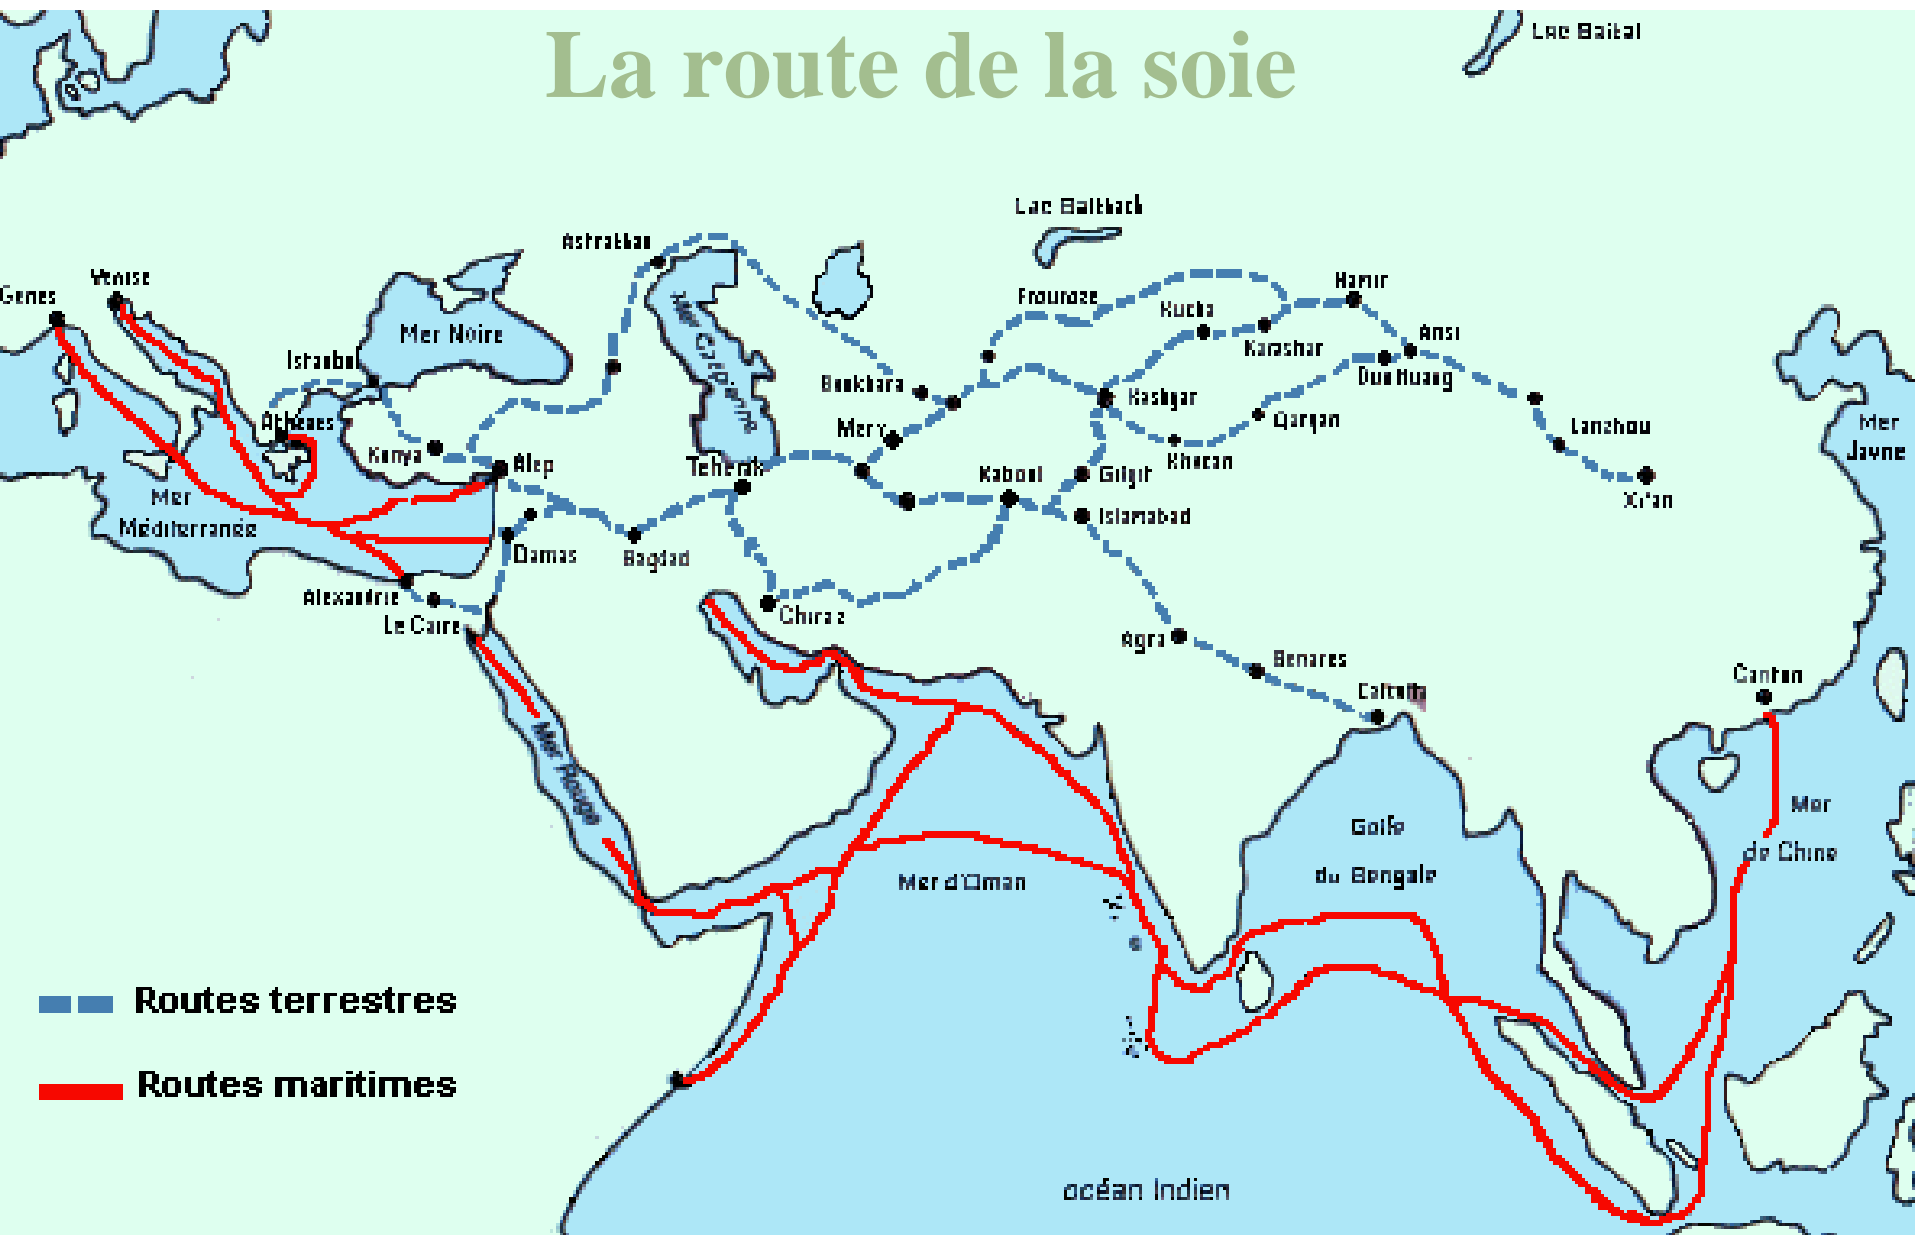 La route de la soie
Lac Baikal
Lac Balkhach
Ashrakhan
Venise
Genes
Mer Noire
Mer Caspienne
Frounze
Hamir
Kucha
Karashar
Ansi
Dun Huang
Istanbul
Boukhara
Kashgar
Qarqan
Mer
Jaune
Athenes
Merv
Lanzhou
Konya
Alep
Teheran
Kaboul
Gilgit
Khotan
Xi'an
Mer
Méditerranée
Islamabad
Damas
Bagdad
Alexandrie
Le Caire
Chiraz
Agra
Benares
Calcutta
Canton
Mer Rouge
Mer
de Chine
Golfe
du Bengale
Mer d'Oman
Routes terrestres
Routes maritimes
océan Indien